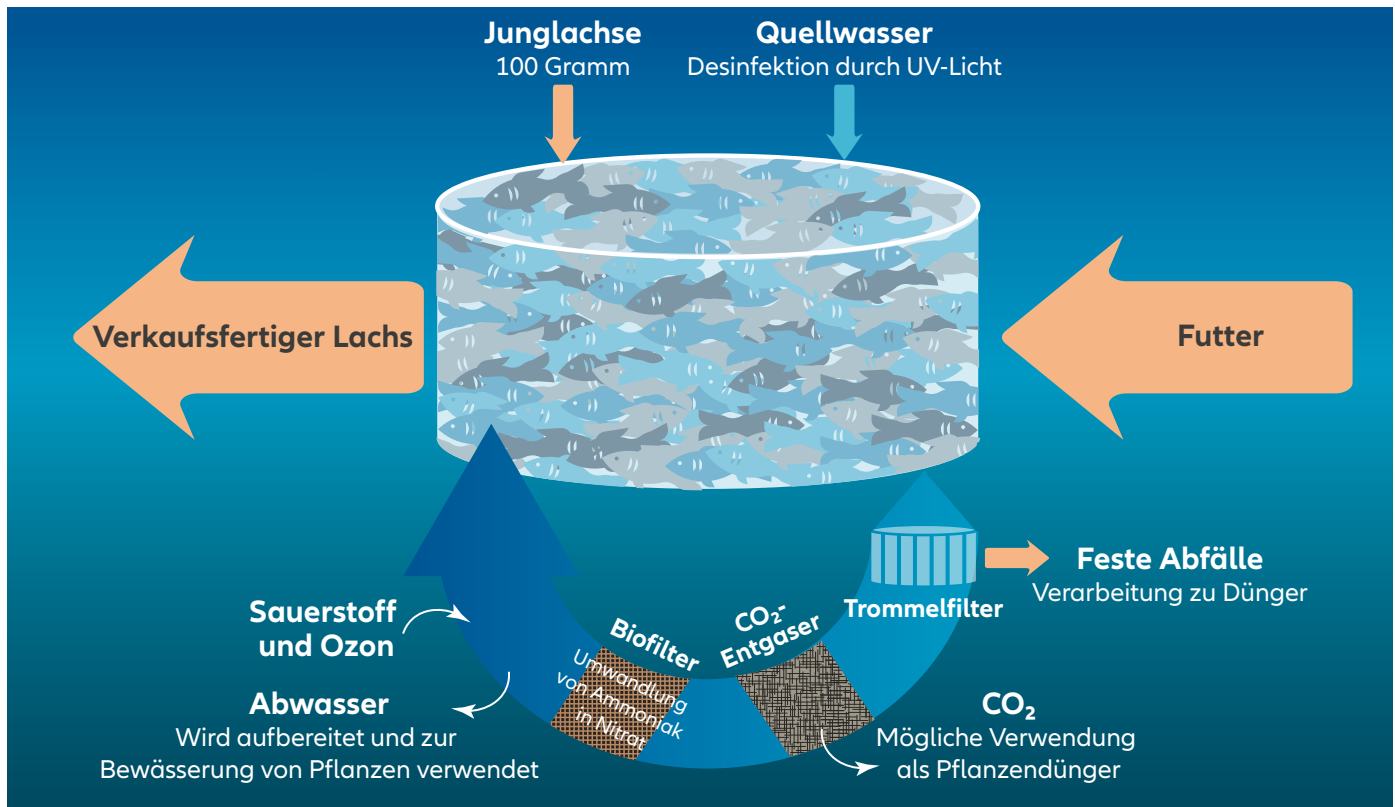 Junglachse
100 Gramm
Quellwasser
Desinfektion durch UV-Licht
Verkaufsfertiger Lachs
Futter
Feste Abfälle
Verarbeitung zu Dünger
Trommelfilter
CO₂-
Entgaser
Biofilter
Umwandlung
von Ammoniak
in Nitrat
Sauerstoff
und Ozon
Abwasser
Wird aufbereitet und zur
Bewässerung von Pflanzen verwendet
CO₂
Mögliche Verwendung
als Pflanzendünger